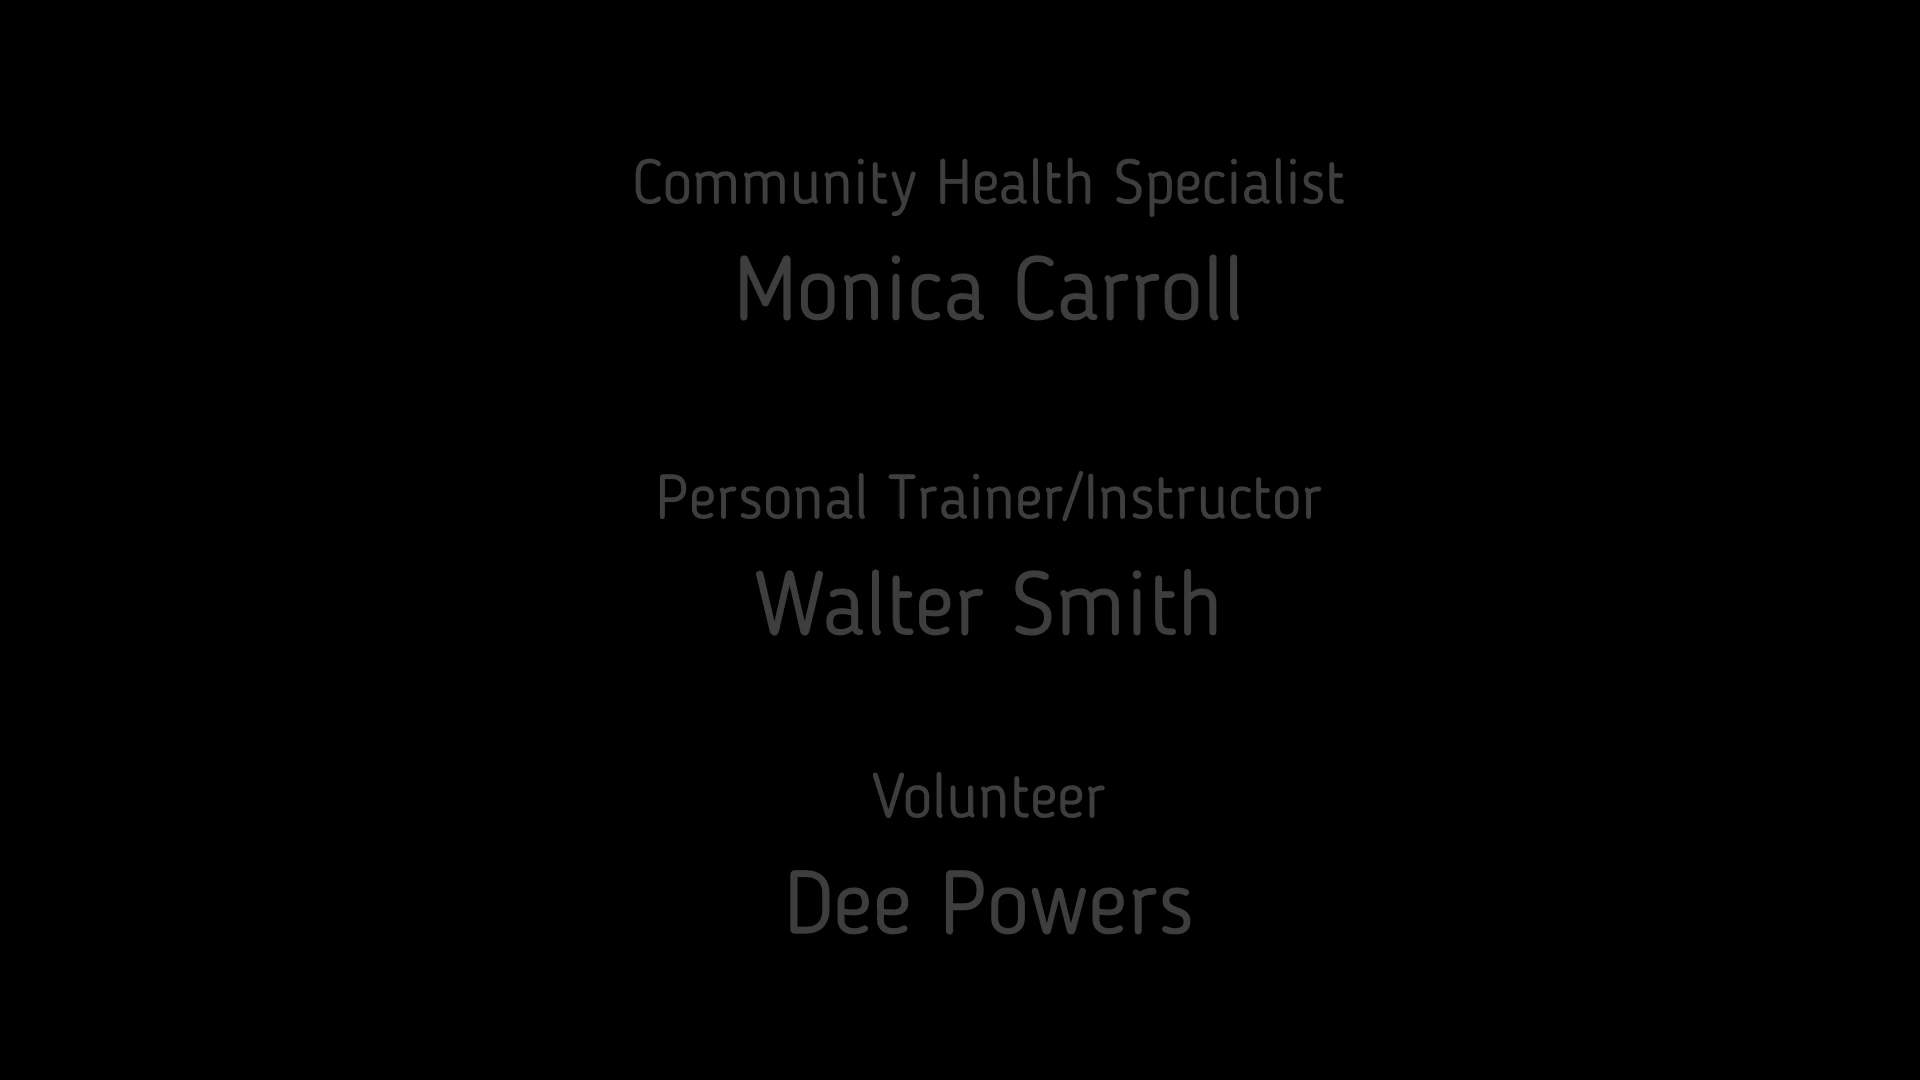 Community Health Specialist
Monica Carroll
Personal Trainer/Instructor
Walter Smith
Volunteer
Dee Powers